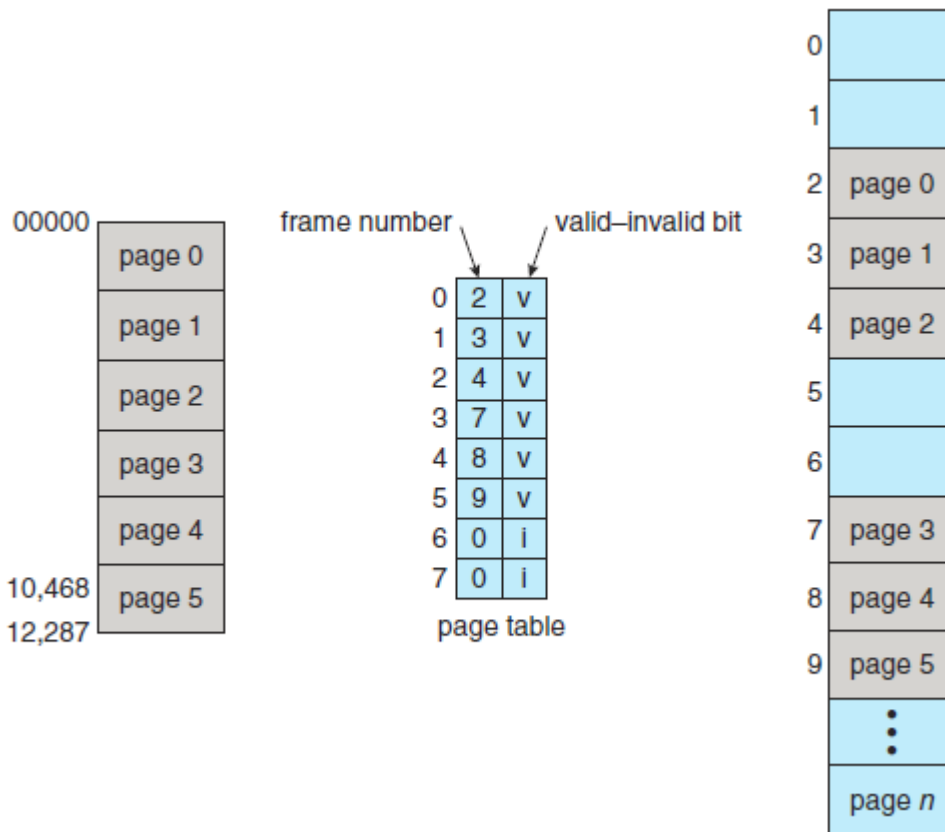 00000
page 0
page 1
page 2
page 3
page 4
10,468
page 5
12,287
frame number
valid–invalid bit
0 2 v
1 3 v
2 4 v
3 7 v
4 8 v
5 9 v
6 0 i
7 0 i
page table
0
1
2 page 0
3 page 1
4 page 2
5
6
7 page 3
8 page 4
9 page 5
page n